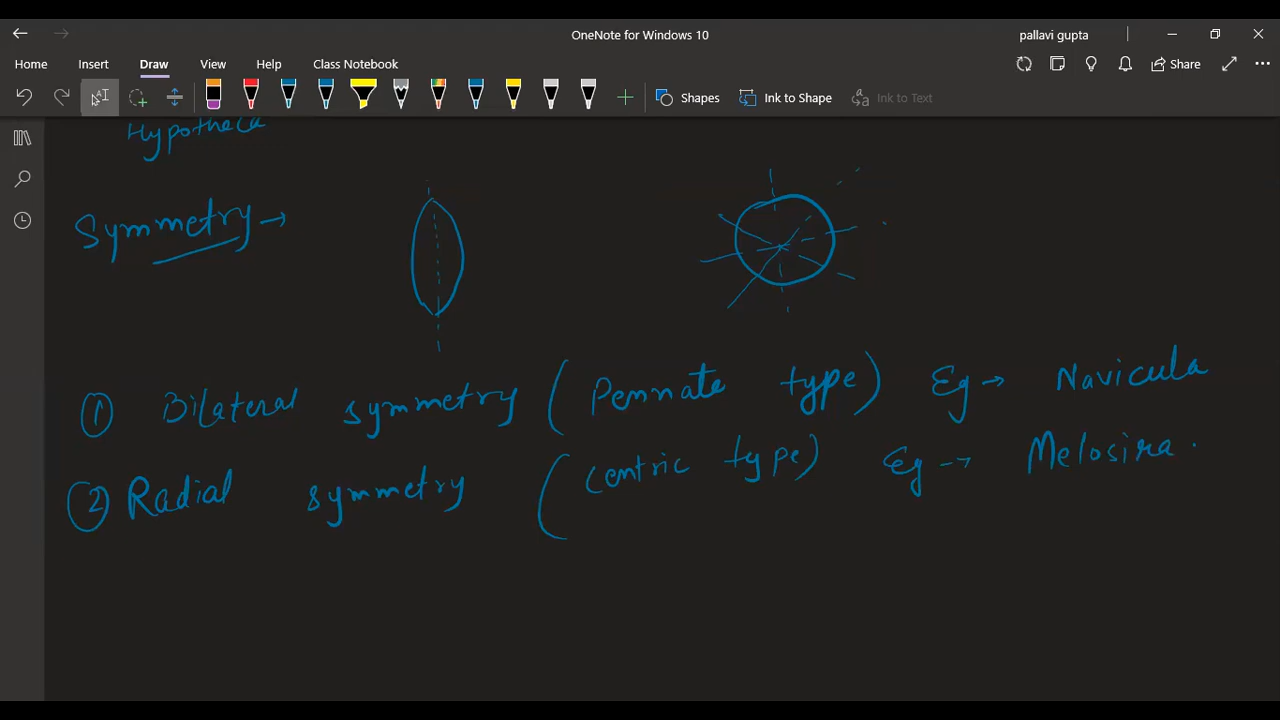 OneNote for Windows 10
pallavi gupta
Home Insert Draw View Help Class Notebook
Share
Shapes Ink to Shape Ink to Text
Hypotheca
Symmetry→
① Bilateral symmetry (Pennate type) Eg → Navicula
② Radial symmetry (Centric type) Eg → Melosira.